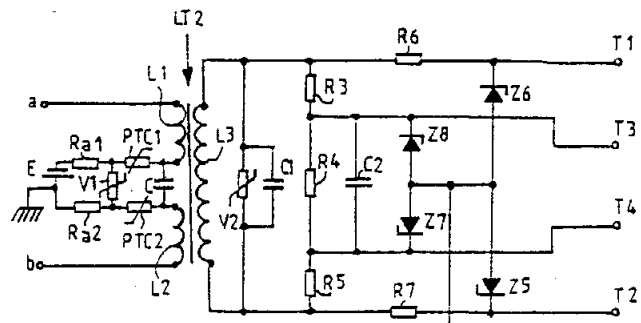 LT2
R6
T1
L1
R3
Z6
a
Ra1
PTC1
L3
Z8
T3
E
V1
C
C1
R4
C2
V2
Ra2
PTC2
Z7
T4
b
L2
R5
R7
Z5
T2